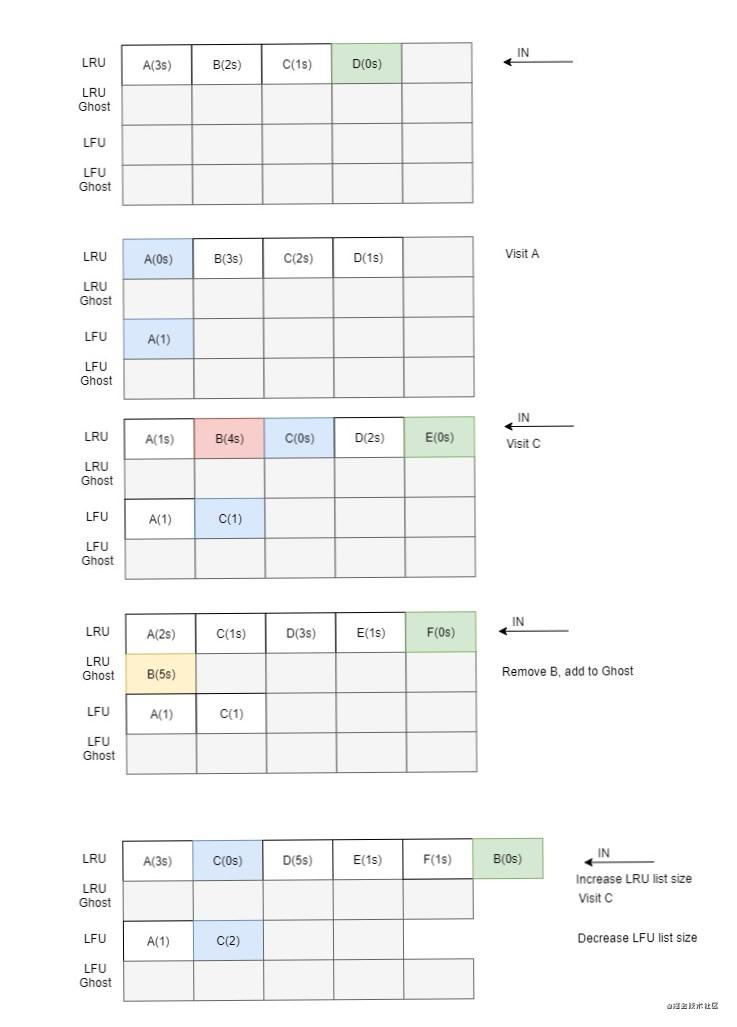 LRU A(3s) B(2s) C(1s) D(0s) IN
LRU
Ghost
LFU
LFU
Ghost
LRU A(0s) B(3s) C(2s) D(1s) Visit A
LRU
Ghost
LFU A(1)
LFU
Ghost
IN
LRU A(1s) B(4s) C(0s) D(2s) E(0s) Visit C
LRU
Ghost
LFU A(1) C(1)
LFU
Ghost
LRU A(2s) C(1s) D(3s) E(1s) F(0s) IN
LRU
Ghost B(5s) Remove B, add to Ghost
LFU A(1) C(1)
LFU
Ghost
LRU A(3s) C(0s) D(5s) E(1s) F(1s) B(0s) IN
Increase LRU list size
LRU
Ghost Visit C
LFU A(1) C(2) Decrease LFU list size
LFU
Ghost
@掘金技术社区